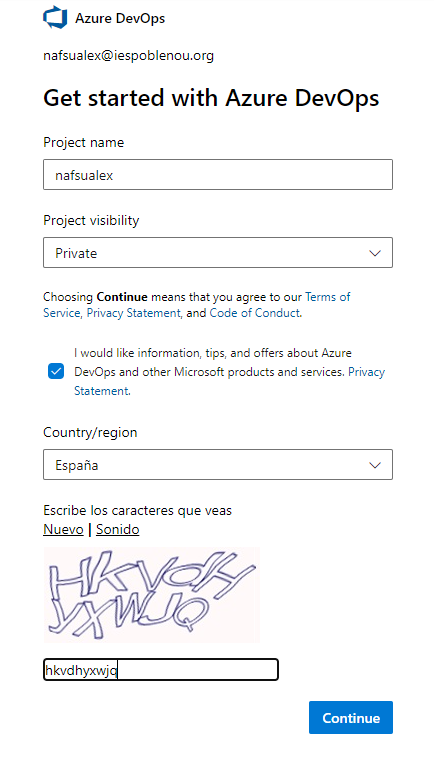 Azure DevOps
nafsualex@iespoblenou.org
Get started with Azure DevOps
Project name
nafsualex
Project visibility
Private
Choosing Continue means that you agree to our Terms of
Service, Privacy Statement, and Code of Conduct.
I would like information, tips, and offers about Azure
DevOps and other Microsoft products and services. Privacy
Statement.
Country/region
España
Escribe los caracteres que veas
Nuevo | Sonido
HKVdH
YXWJQ
hkvdhyxwjq
Continue